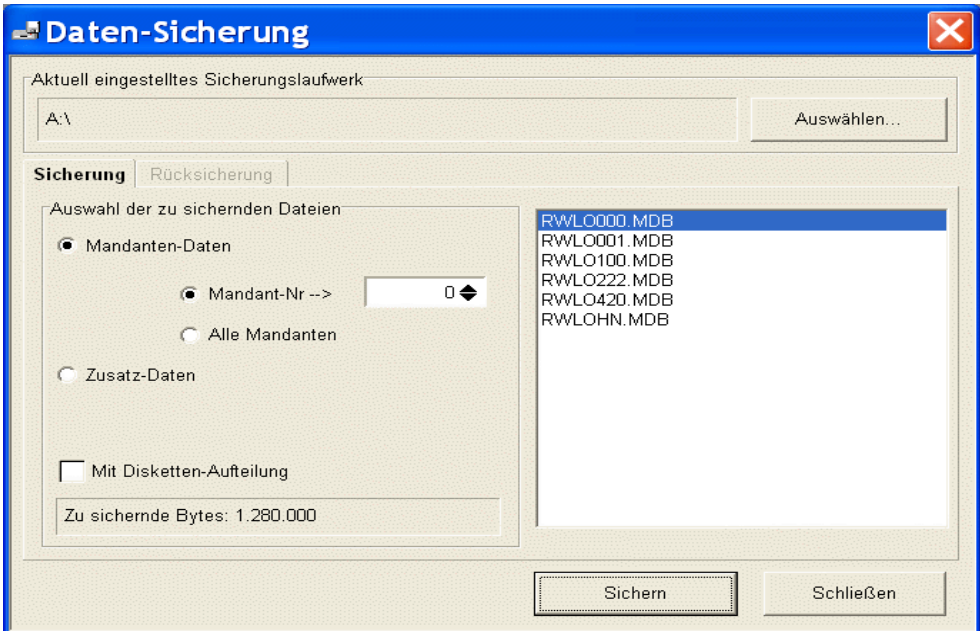 Daten-Sicherung
Aktuell eingestelltes Sicherungslaufwerk
A:\
Auswählen...
Sicherung
Rücksicherung
Auswahl der zu sichernden Dateien
Mandanten-Daten
Mandant-Nr --> 0
Alle Mandanten
Zusatz-Daten
Mit Disketten-Aufteilung
Zu sichernde Bytes: 1.280.000
RWLO000.MDB
RWLO001.MDB
RWLO100.MDB
RWLO222.MDB
RWLO420.MDB
RWLOHN.MDB
Sichern
Schließen